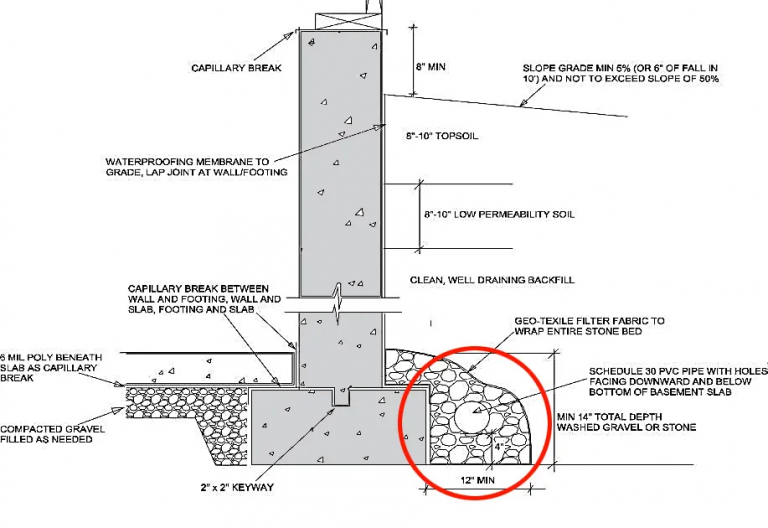 CAPILLARY BREAK
8" MIN
SLOPE GRADE MIN 5% (OR 6" OF FALL IN
10') AND NOT TO EXCEED SLOPE OF 50%
8"-10" TOPSOIL
WATERPROOFING MEMBRANE TO
GRADE, LAP JOINT AT WALL/FOOTING
8"-10" LOW PERMEABILITY SOIL
CLEAN, WELL DRAINING BACKFILL
CAPILLARY BREAK BETWEEN
WALL AND FOOTING, WALL AND
SLAB, FOOTING AND SLAB
GEO-TEXILE FILTER FABRIC TO
WRAP ENTIRE STONE BED
6 MIL POLY BENEATH
SLAB AS CAPILLARY
BREAK
SCHEDULE 30 PVC PIPE WITH HOLES
FACING DOWNWARD AND BELOW
BOTTOM OF BASEMENT SLAB
MIN 14" TOTAL DEPTH
WASHED GRAVEL OR STONE
COMPACTED GRAVEL
FILLED AS NEEDED
4"
2" x 2" KEYWAY
12" MIN